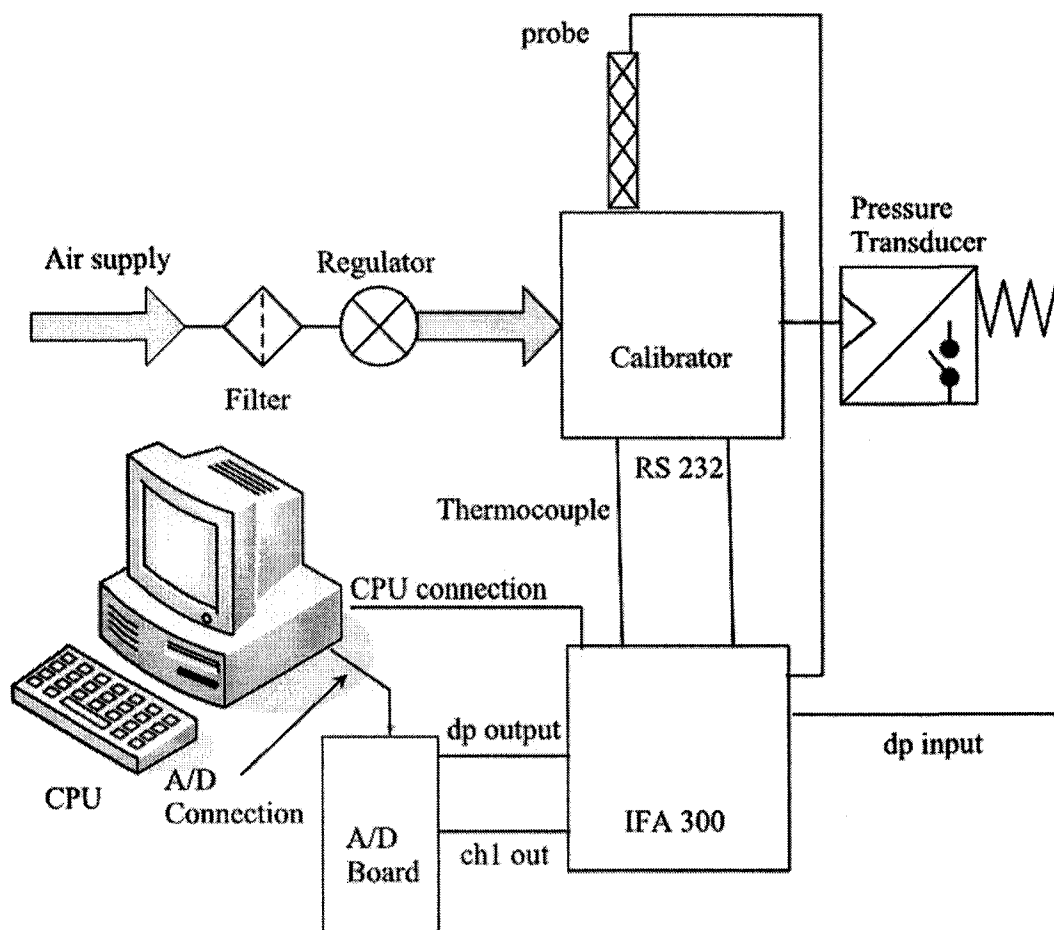 probe
Pressure
Transducer
Air supply
Regulator
Filter
Calibrator
RS 232
Thermocouple
CPU connection
dp output
dp input
A/D
Connection
CPU
IFA 300
A/D
Board
ch1 out